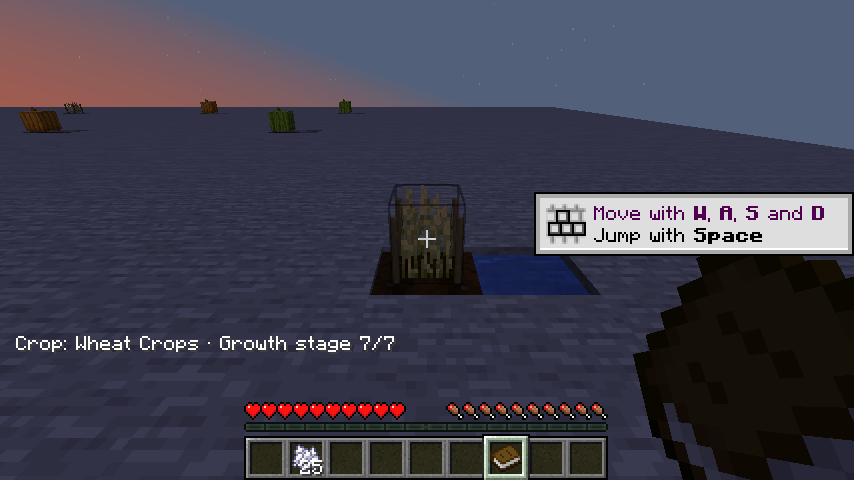 Move with W, A, S and D
Jump with Space
Crop: Wheat Crops · Growth stage 7/7
25